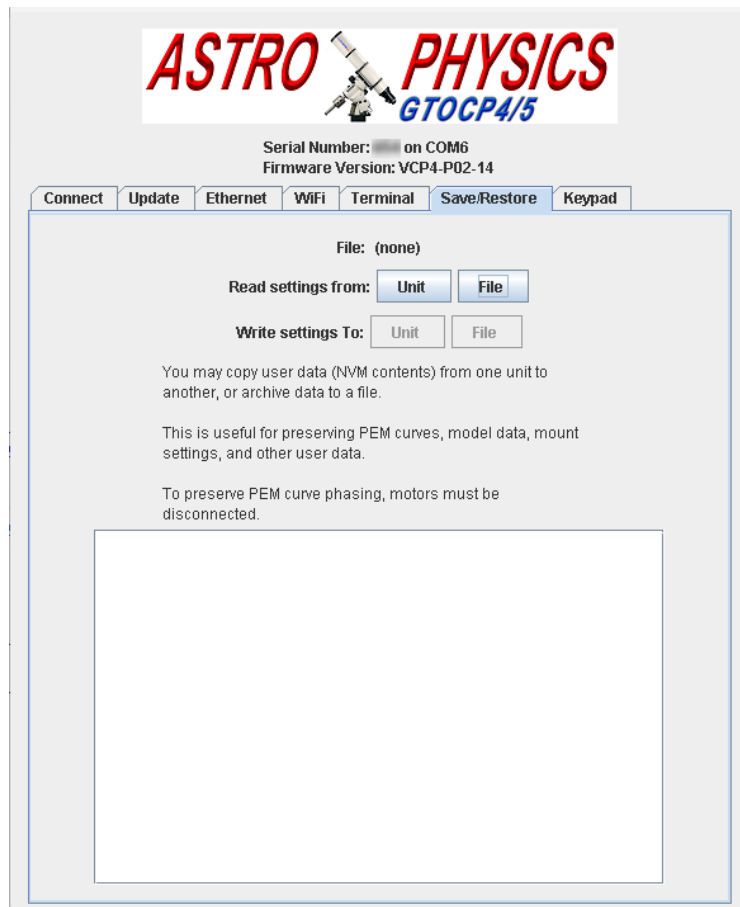 ASTRO PHYSICS
GTOCP4/5
Serial Number: on COM6
Firmware Version: VCP4-P02-14
Connect Update Ethernet WiFi Terminal Save/Restore Keypad
File: (none)
Read settings from: Unit File
Write settings To: Unit File
You may copy user data (NVM contents) from one unit to
another, or archive data to a file.
This is useful for preserving PEM curves, model data, mount
settings, and other user data.
To preserve PEM curve phasing, motors must be
disconnected.